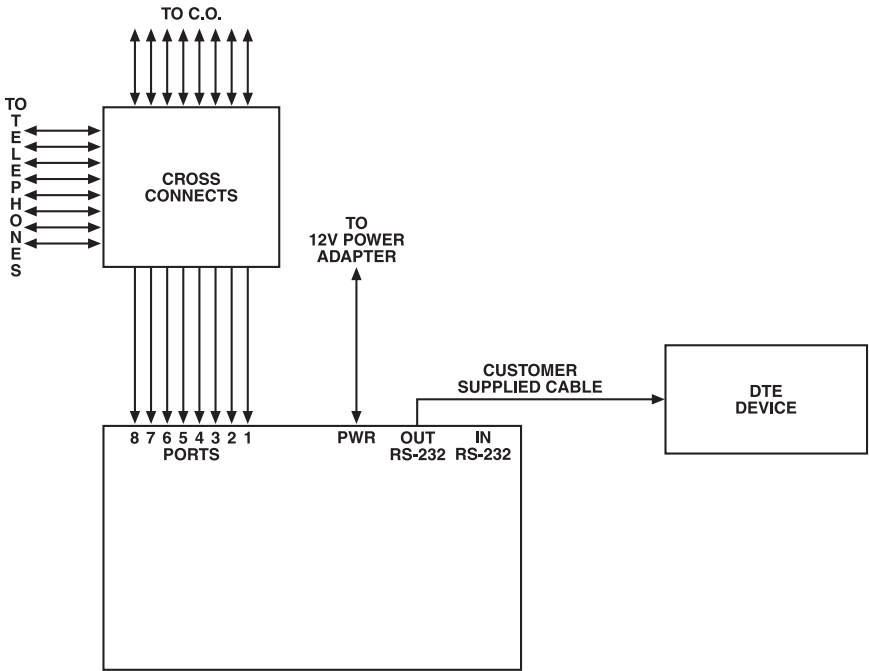 TO C.O.
TO
TELEPHONES
CROSS
CONNECTS
TO
12V POWER
ADAPTER
CUSTOMER
SUPPLIED CABLE
DTE
DEVICE
8 7 6 5 4 3 2 1
PORTS
PWR
OUT
RS-232
IN
RS-232